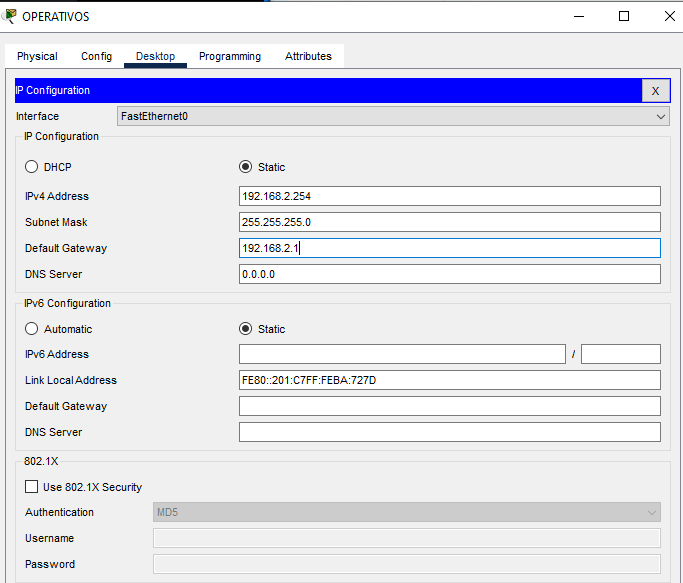 OPERATIVOS
Physical Config Desktop Programming Attributes
IP Configuration X
Interface FastEthernet0
IP Configuration
DHCP Static
IPv4 Address 192.168.2.254
Subnet Mask 255.255.255.0
Default Gateway 192.168.2.1
DNS Server 0.0.0.0
IPv6 Configuration
Automatic Static
IPv6 Address /
Link Local Address FE80::201:C7FF:FEBA:727D
Default Gateway
DNS Server
802.1X
Use 802.1X Security
Authentication MD5
Username
Password